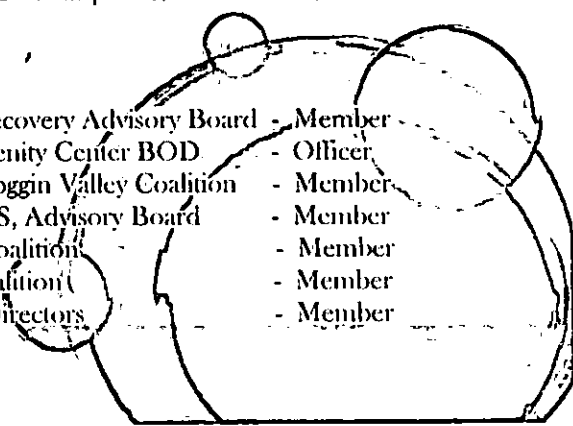 ecovery Advisory Board - Member
enity Center BOD - Officer
oggin Valley Coalition - Member
S, Advisory Board - Member
oalition - Member
alition - Member
irectors - Member